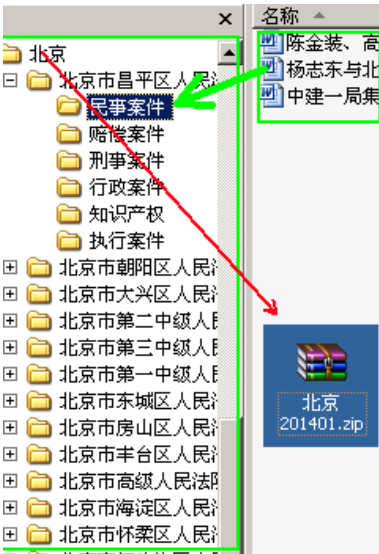 名称
北京
北京市昌平区人民
民事案件
赔偿案件
刑事案件
行政案件
知识产权
执行案件
北京市朝阳区人民
北京市大兴区人民
北京市第二中级人民
北京市第三中级人民
北京市第一中级人民
北京市东城区人民
北京市房山区人民
北京市丰台区人民
北京市高级人民法院
北京市海淀区人民
北京市怀柔区人民
陈金装、高
杨志东与北
中建一局集
北京
201401.zip